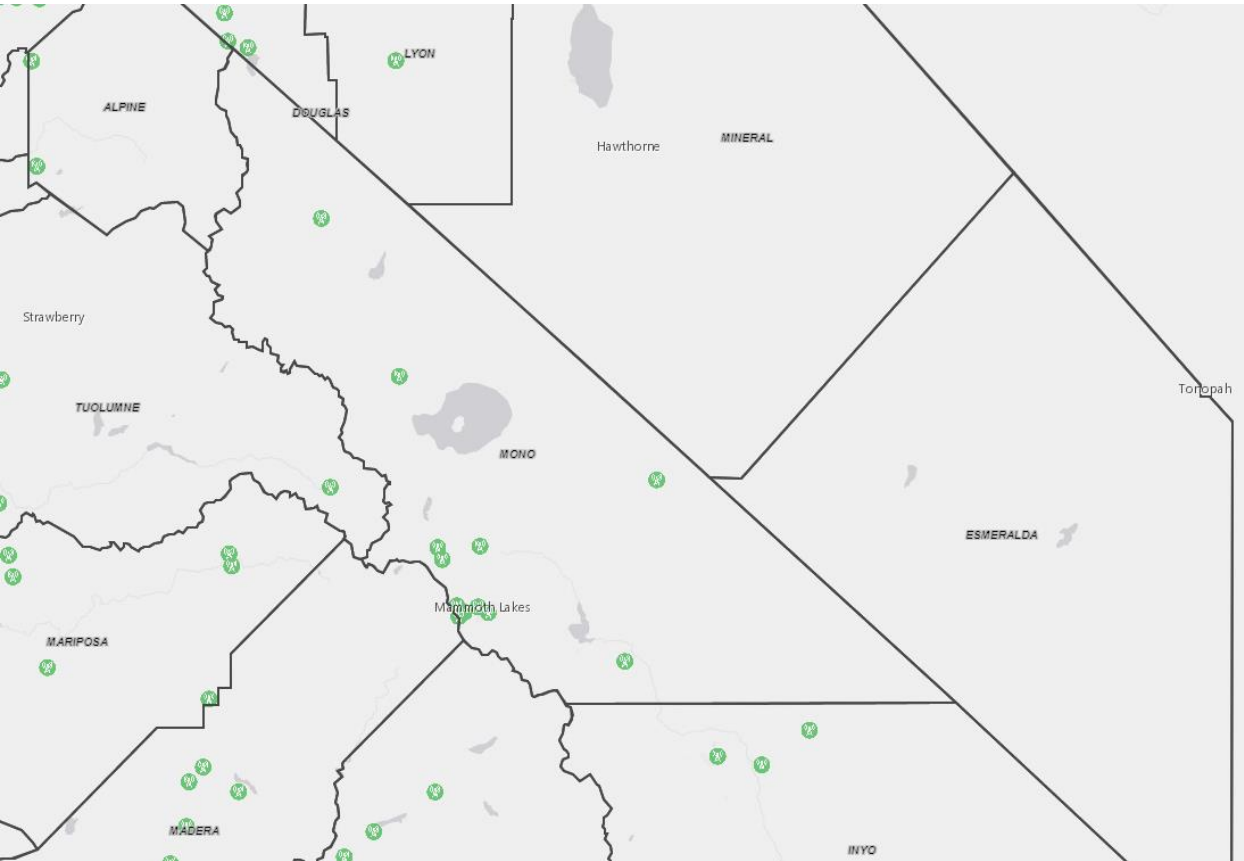 LYON
ALPINE
DOUGLAS
MINERAL
Hawthorne
Strawberry
Tonopah
TUOLUMNE
MONO
ESMERALDA
Mammoth Lakes
MARIPOSA
MADERA
INYO